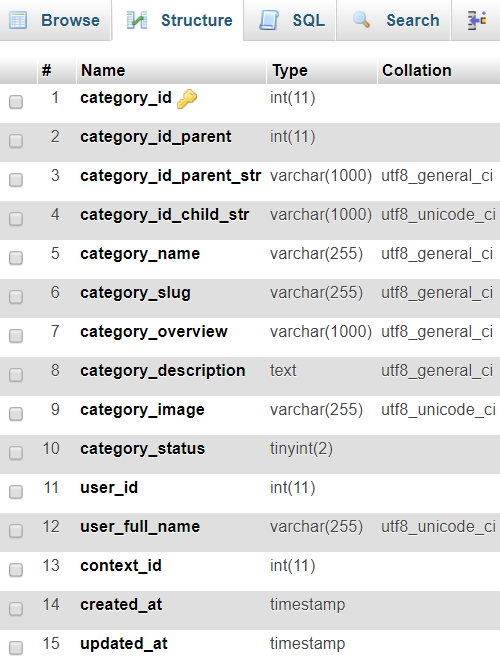 Browse Structure SQL Search
# Name Type Collation
1 category_id int(11)
2 category_id_parent int(11)
3 category_id_parent_str varchar(1000) utf8_general_ci
4 category_id_child_str varchar(1000) utf8_unicode_ci
5 category_name varchar(255) utf8_general_ci
6 category_slug varchar(255) utf8_general_ci
7 category_overview varchar(1000) utf8_general_ci
8 category_description text utf8_general_ci
9 category_image varchar(255) utf8_unicode_ci
10 category_status tinyint(2)
11 user_id int(11)
12 user_full_name varchar(255) utf8_unicode_ci
13 context_id int(11)
14 created_at timestamp
15 updated_at timestamp